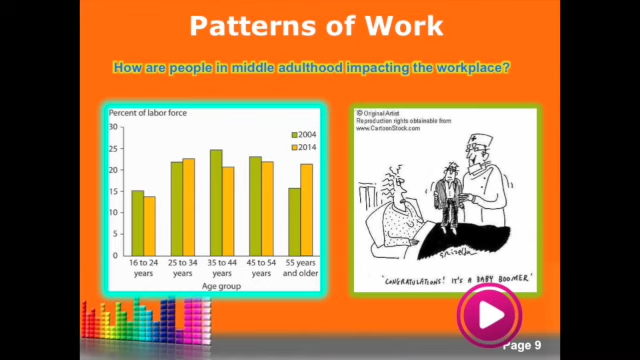 Patterns of Work
How are people in middle adulthood impacting the workplace?
Percent of labor force
30
25
20
15
10
5
0
2004
2014
16 to 24
years
25 to 34
years
35 to 44
years
45 to 54
years
55 years
and older
Age group
© Original Artist
Reproduction rights obtainable from
www.CartoonStock.com
"CONGRATULATIONS! IT'S A BABY BOOMER"
Page 9